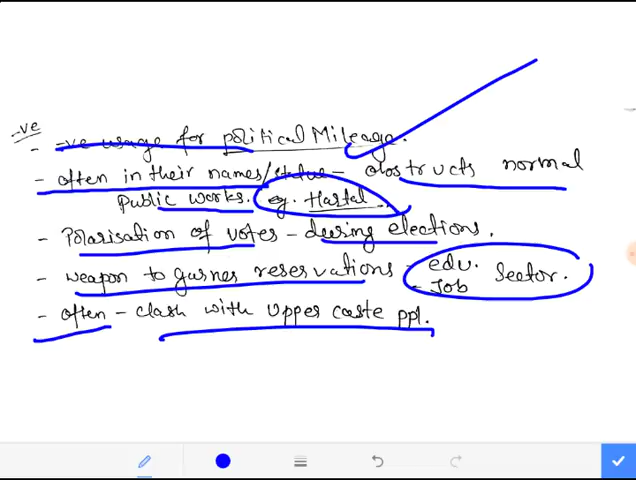 -ve
- -ve usage for political Mileage.
- often in their names/statue - obstructs normal
public works. eg. Hartal.
- Polarisation of votes - during elections.
- weapon to garner reservations - edu.
- Job Sector.
- often - clash with Upper caste ppl.